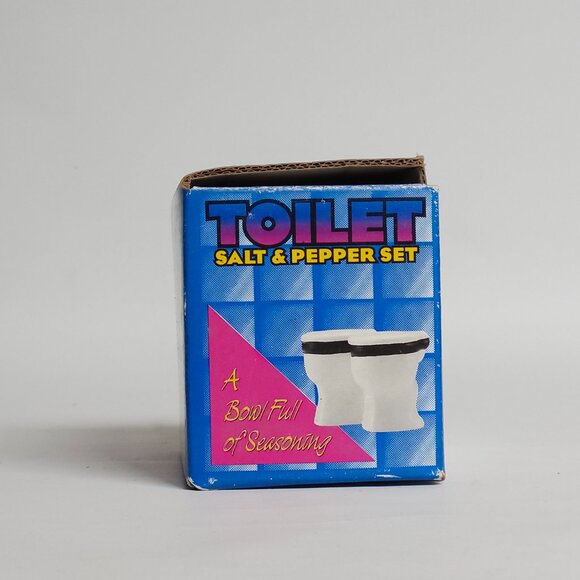 TOILET
SALT & PEPPER SET
A
Bowl Full
of Seasoning